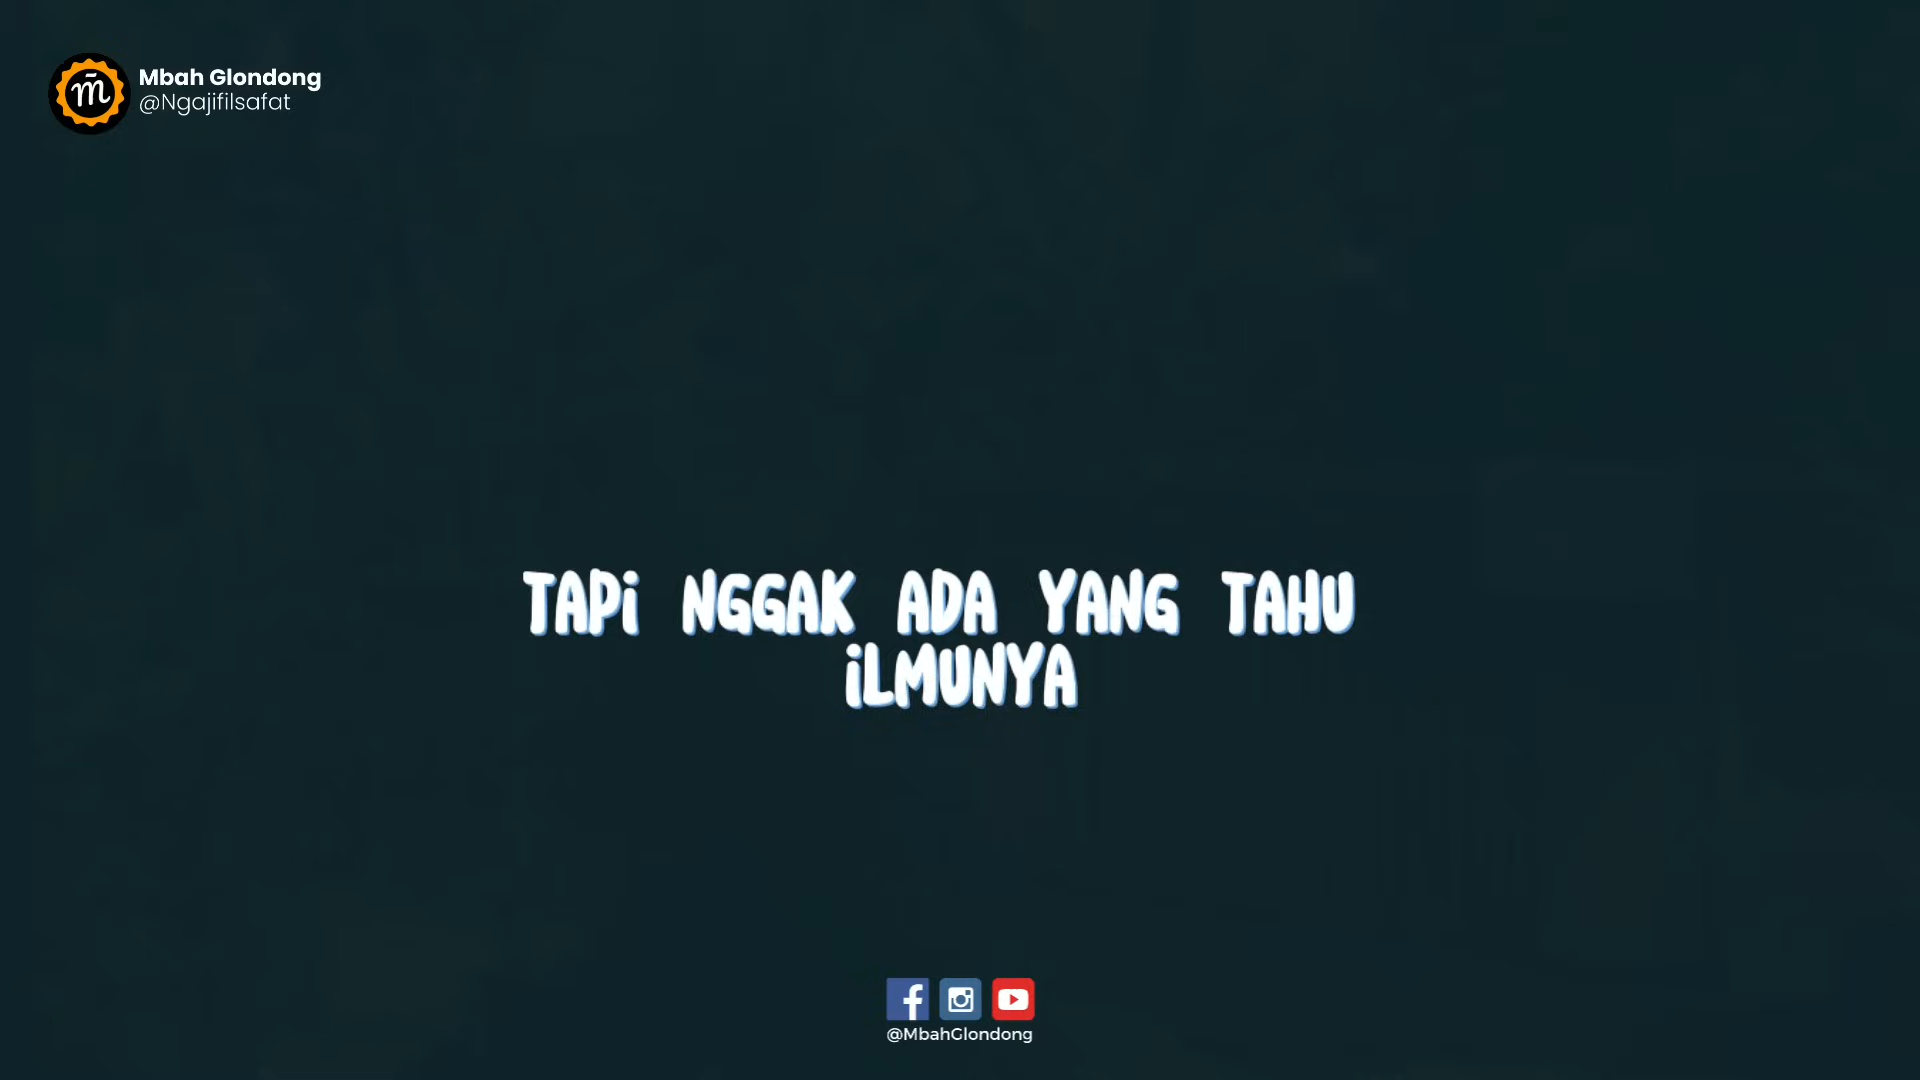 Mbah Glondong
@Ngajifilsafat
TAPi NGGAK ADA YANG TAHU
iLMUNYA
@MbahGlondong